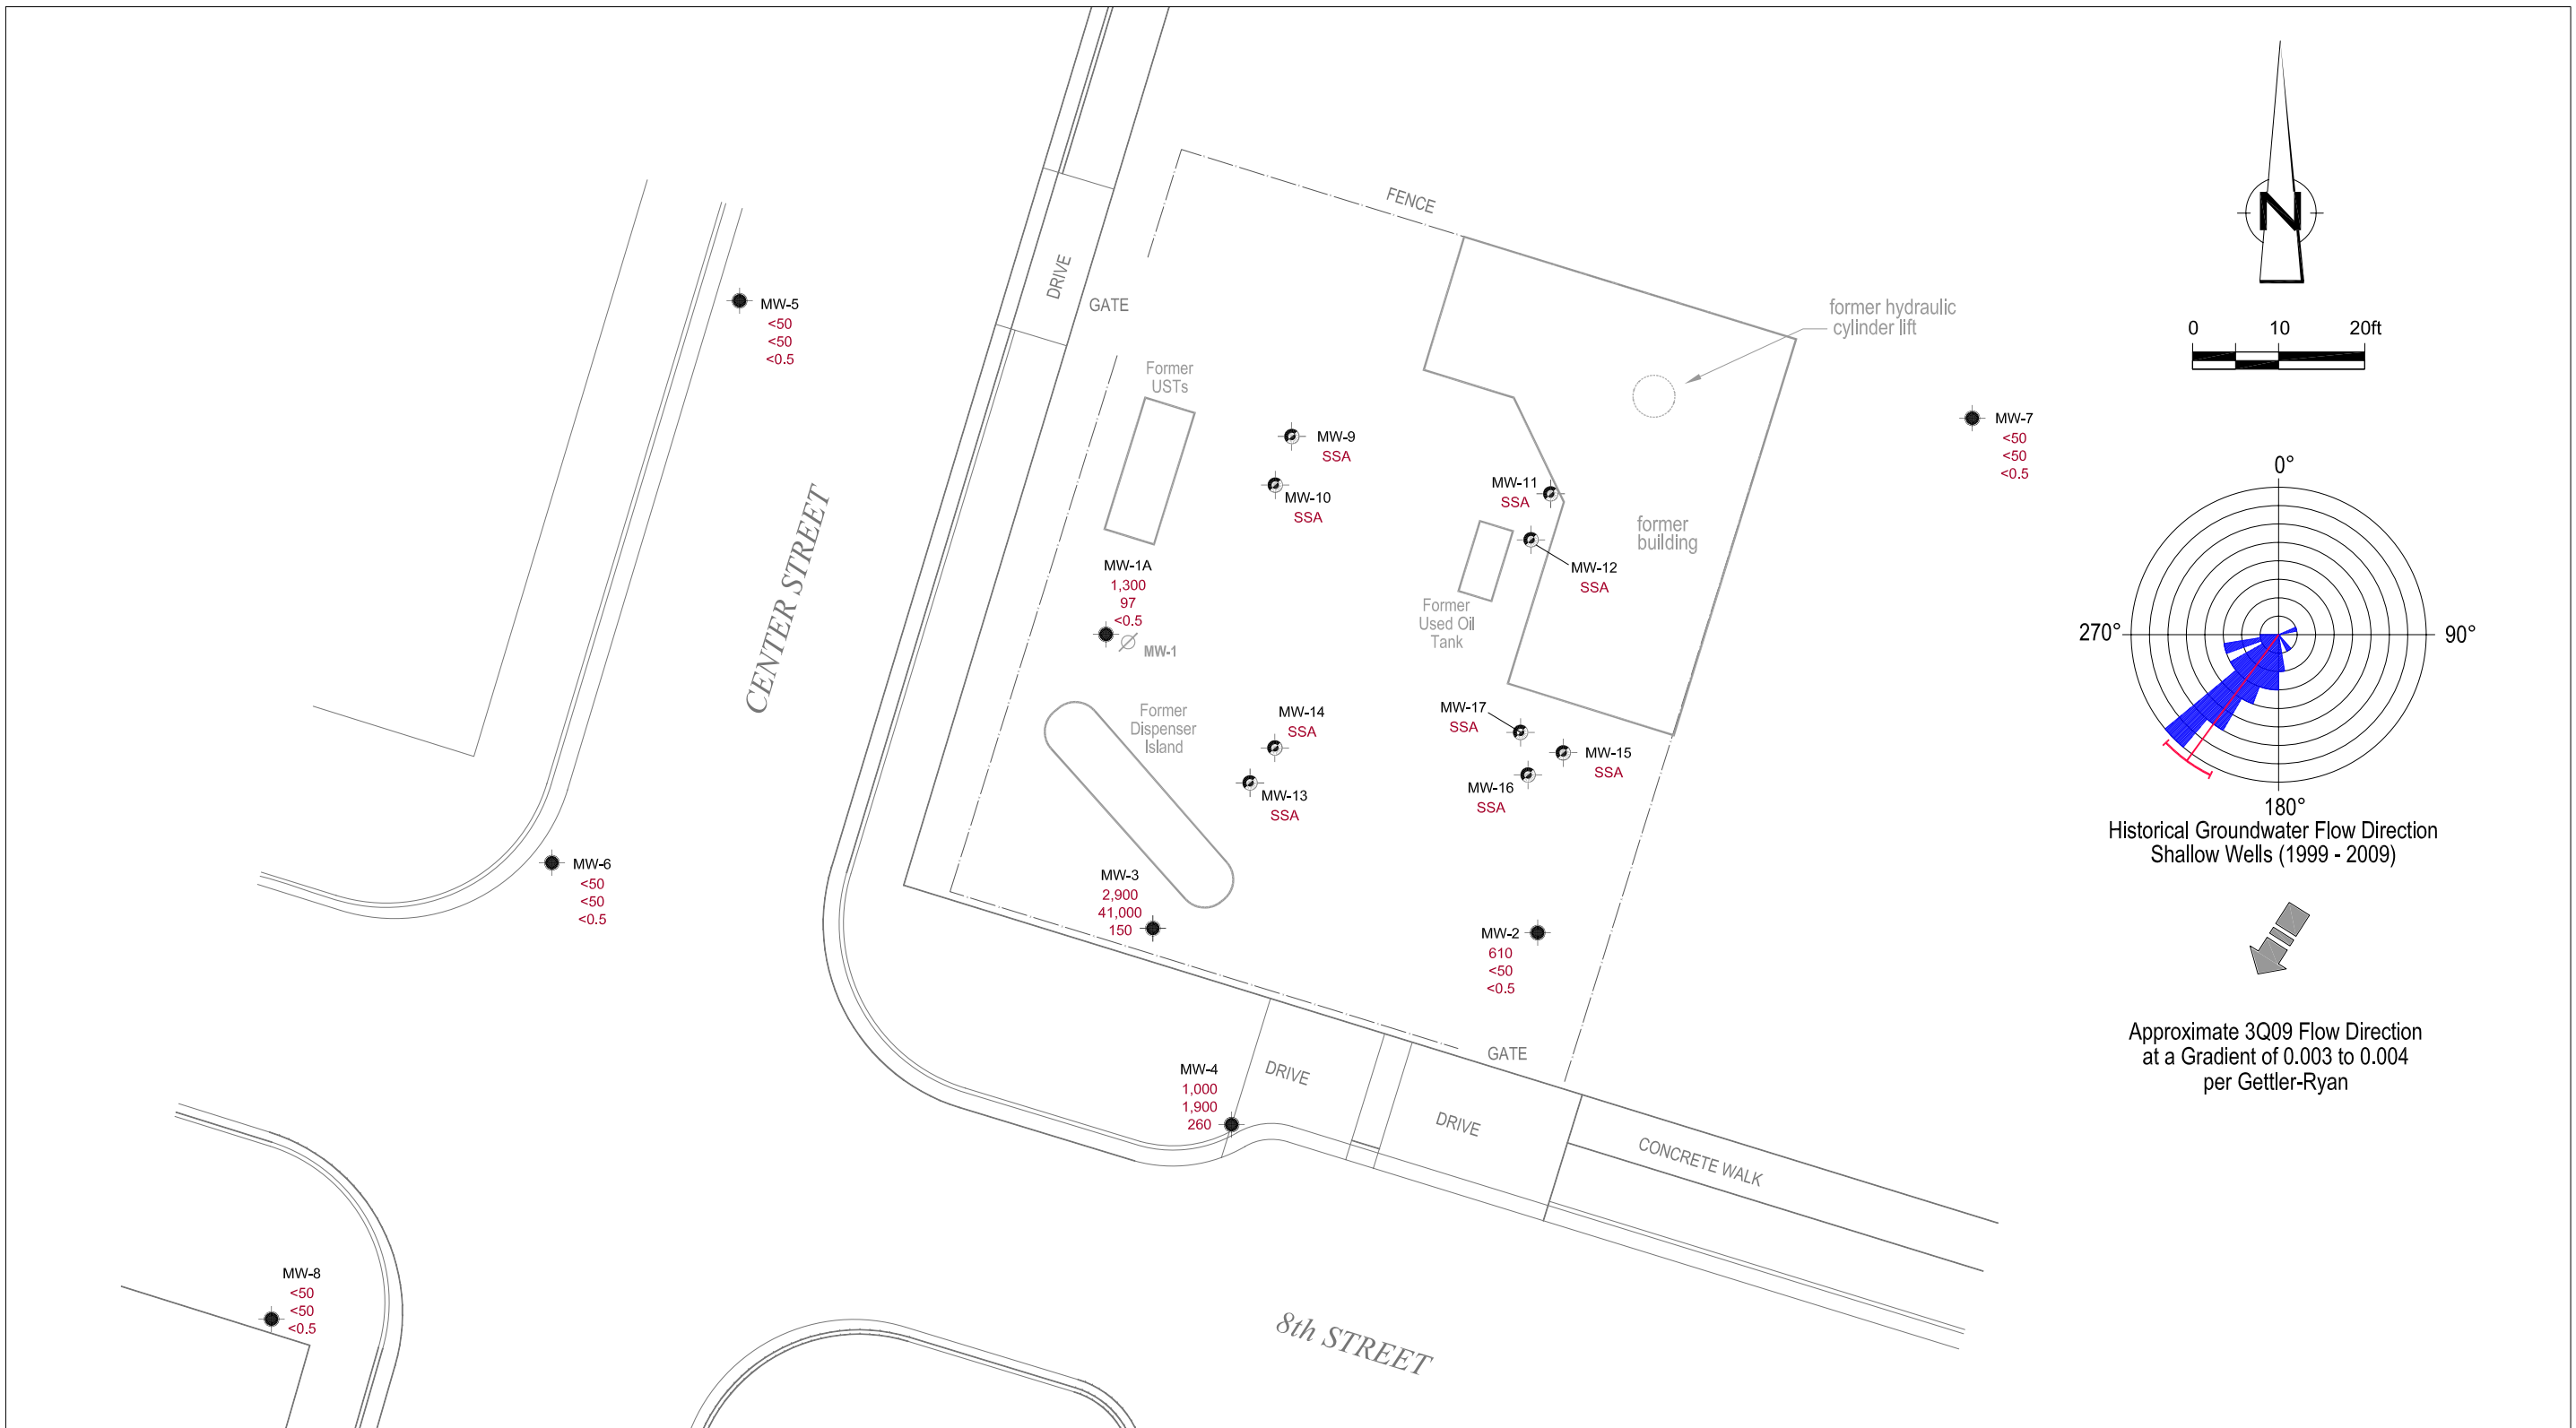 FENCE
DRIVE
GATE
former hydraulic
cylinder lift
N
0 10 20ft
MW-5
<50
<50
<0.5
Former
USTs
MW-9
SSA
MW-10
SSA
MW-11
SSA
MW-12
SSA
former
building
MW-7
<50
<50
<0.5
CENTER STREET
MW-1A
1,300
97
<0.5
MW-1
Former
Used Oil
Tank
0°
270°
90°
180°
Historical Groundwater Flow Direction
Shallow Wells (1999 - 2009)
Former
Dispenser
Island
MW-14
SSA
MW-13
SSA
MW-17
SSA
MW-15
SSA
MW-16
SSA
MW-6
<50
<50
<0.5
MW-3
2,900
41,000
150
MW-2
610
<50
<0.5
Approximate 3Q09 Flow Direction
at a Gradient of 0.003 to 0.004
per Gettler-Ryan
GATE
MW-4
1,000
1,900
260
DRIVE
DRIVE
CONCRETE WALK
MW-8
<50
<50
<0.5
8th STREET